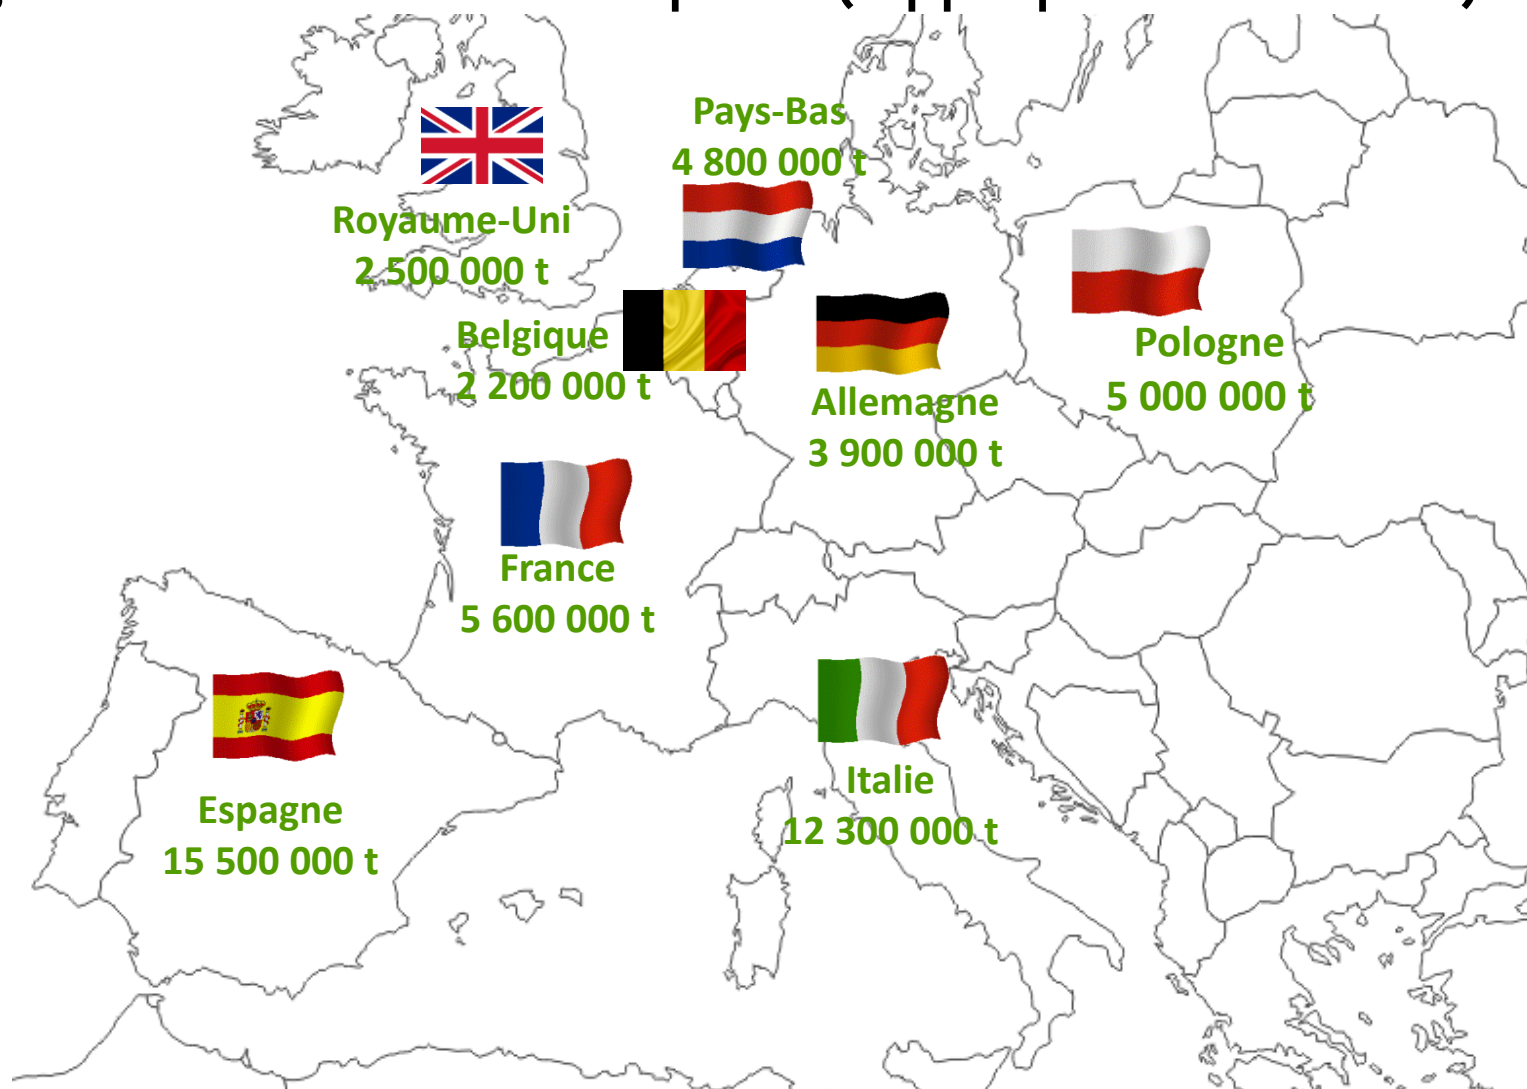 Pays-Bas
4 800 000 t
Royaume-Uni
2 500 000 t
Belgique
2 200 000 t
Allemagne
3 900 000 t
Pologne
5 000 000 t
France
5 600 000 t
Espagne
15 500 000 t
Italie
12 300 000 t